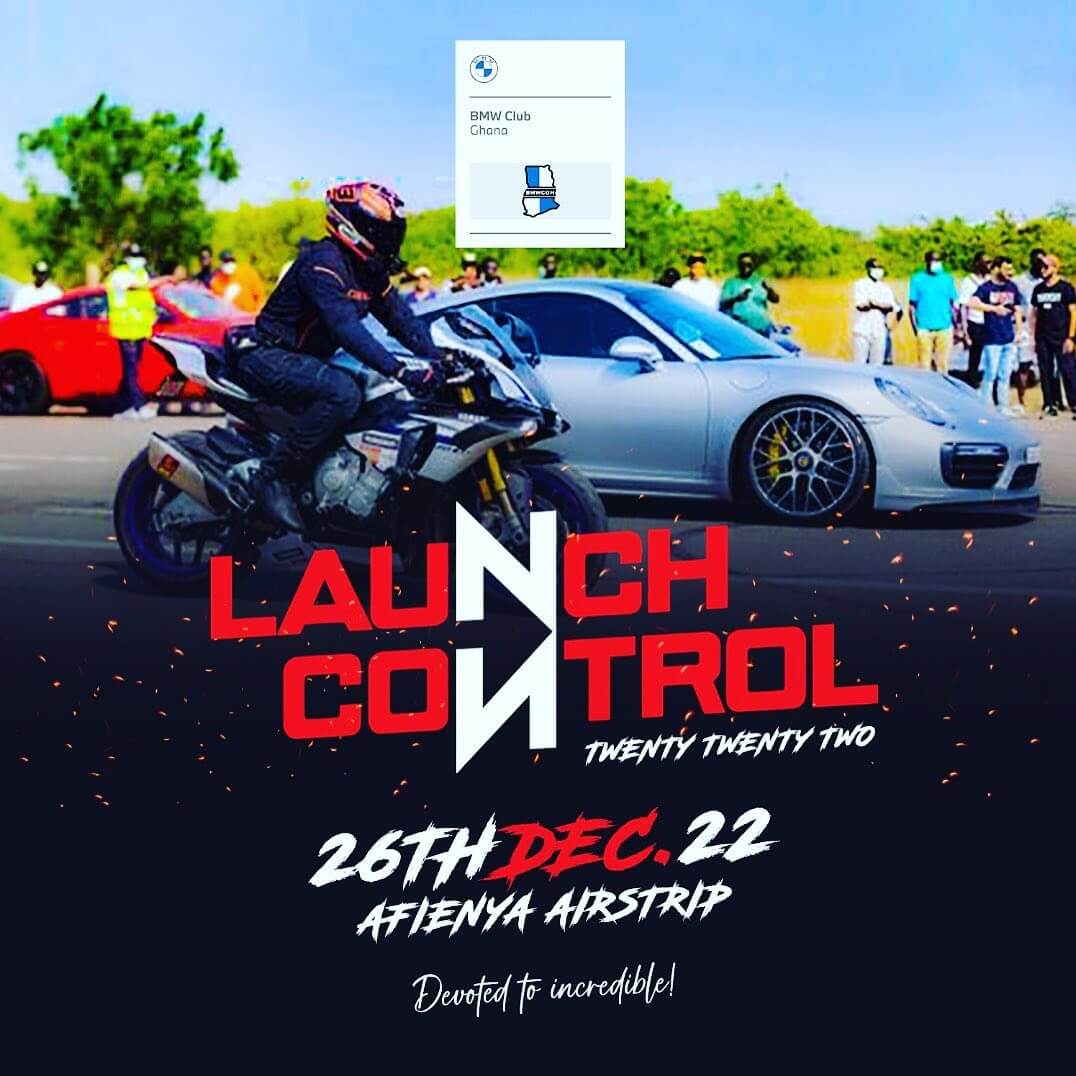 BMW Club
Ghana
BMWCGH
LAUNCH
CONTROL
TWENTY TWENTY TWO
26TH DEC. 22
AFIENYA AIRSTRIP
Devoted to incredible!